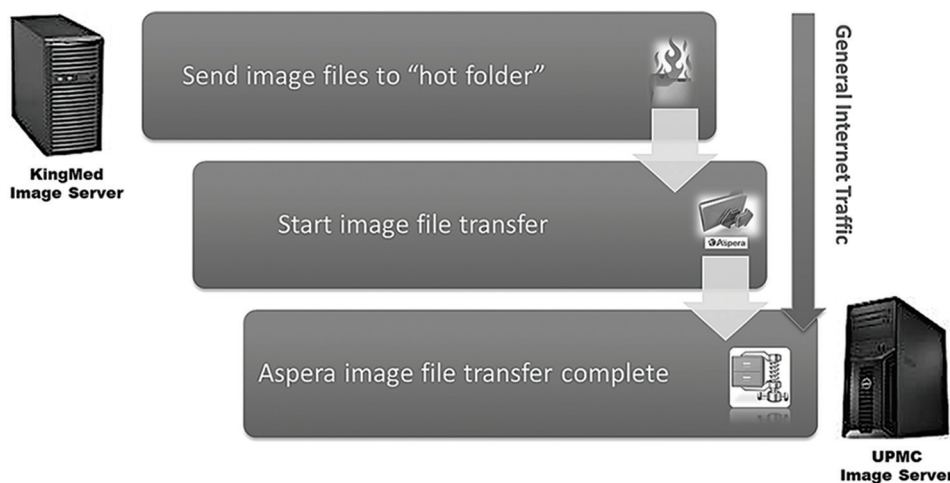 Send image files to “hot folder”
KingMed
Image Server
General Internet Traffic
Start image file transfer
Aspera
Aspera image file transfer complete
UPMC
Image Server